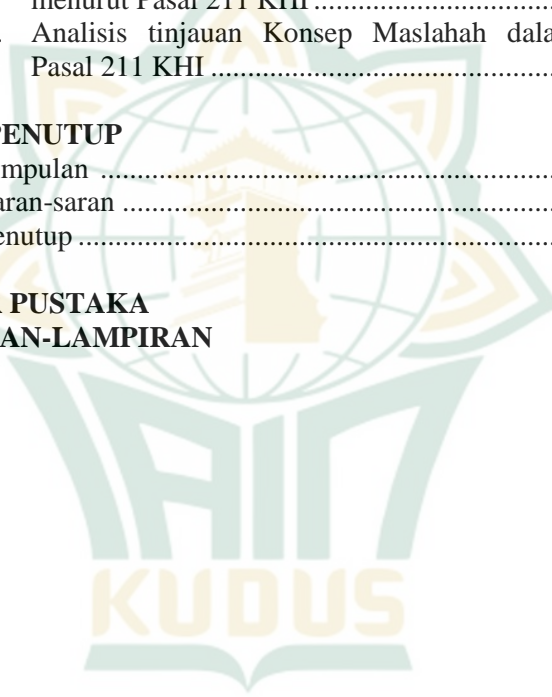 menurut Pasal 211 KHI ........................................
. Analisis tinjauan Konsep Maslahah dala
Pasal 211 KHI ....................................................
PENUTUP
mpulan ..................................................................
aran-saran ...............................................................
enutup .....................................................................
A PUSTAKA
AN-LAMPIRAN
IAIN
KUDUS